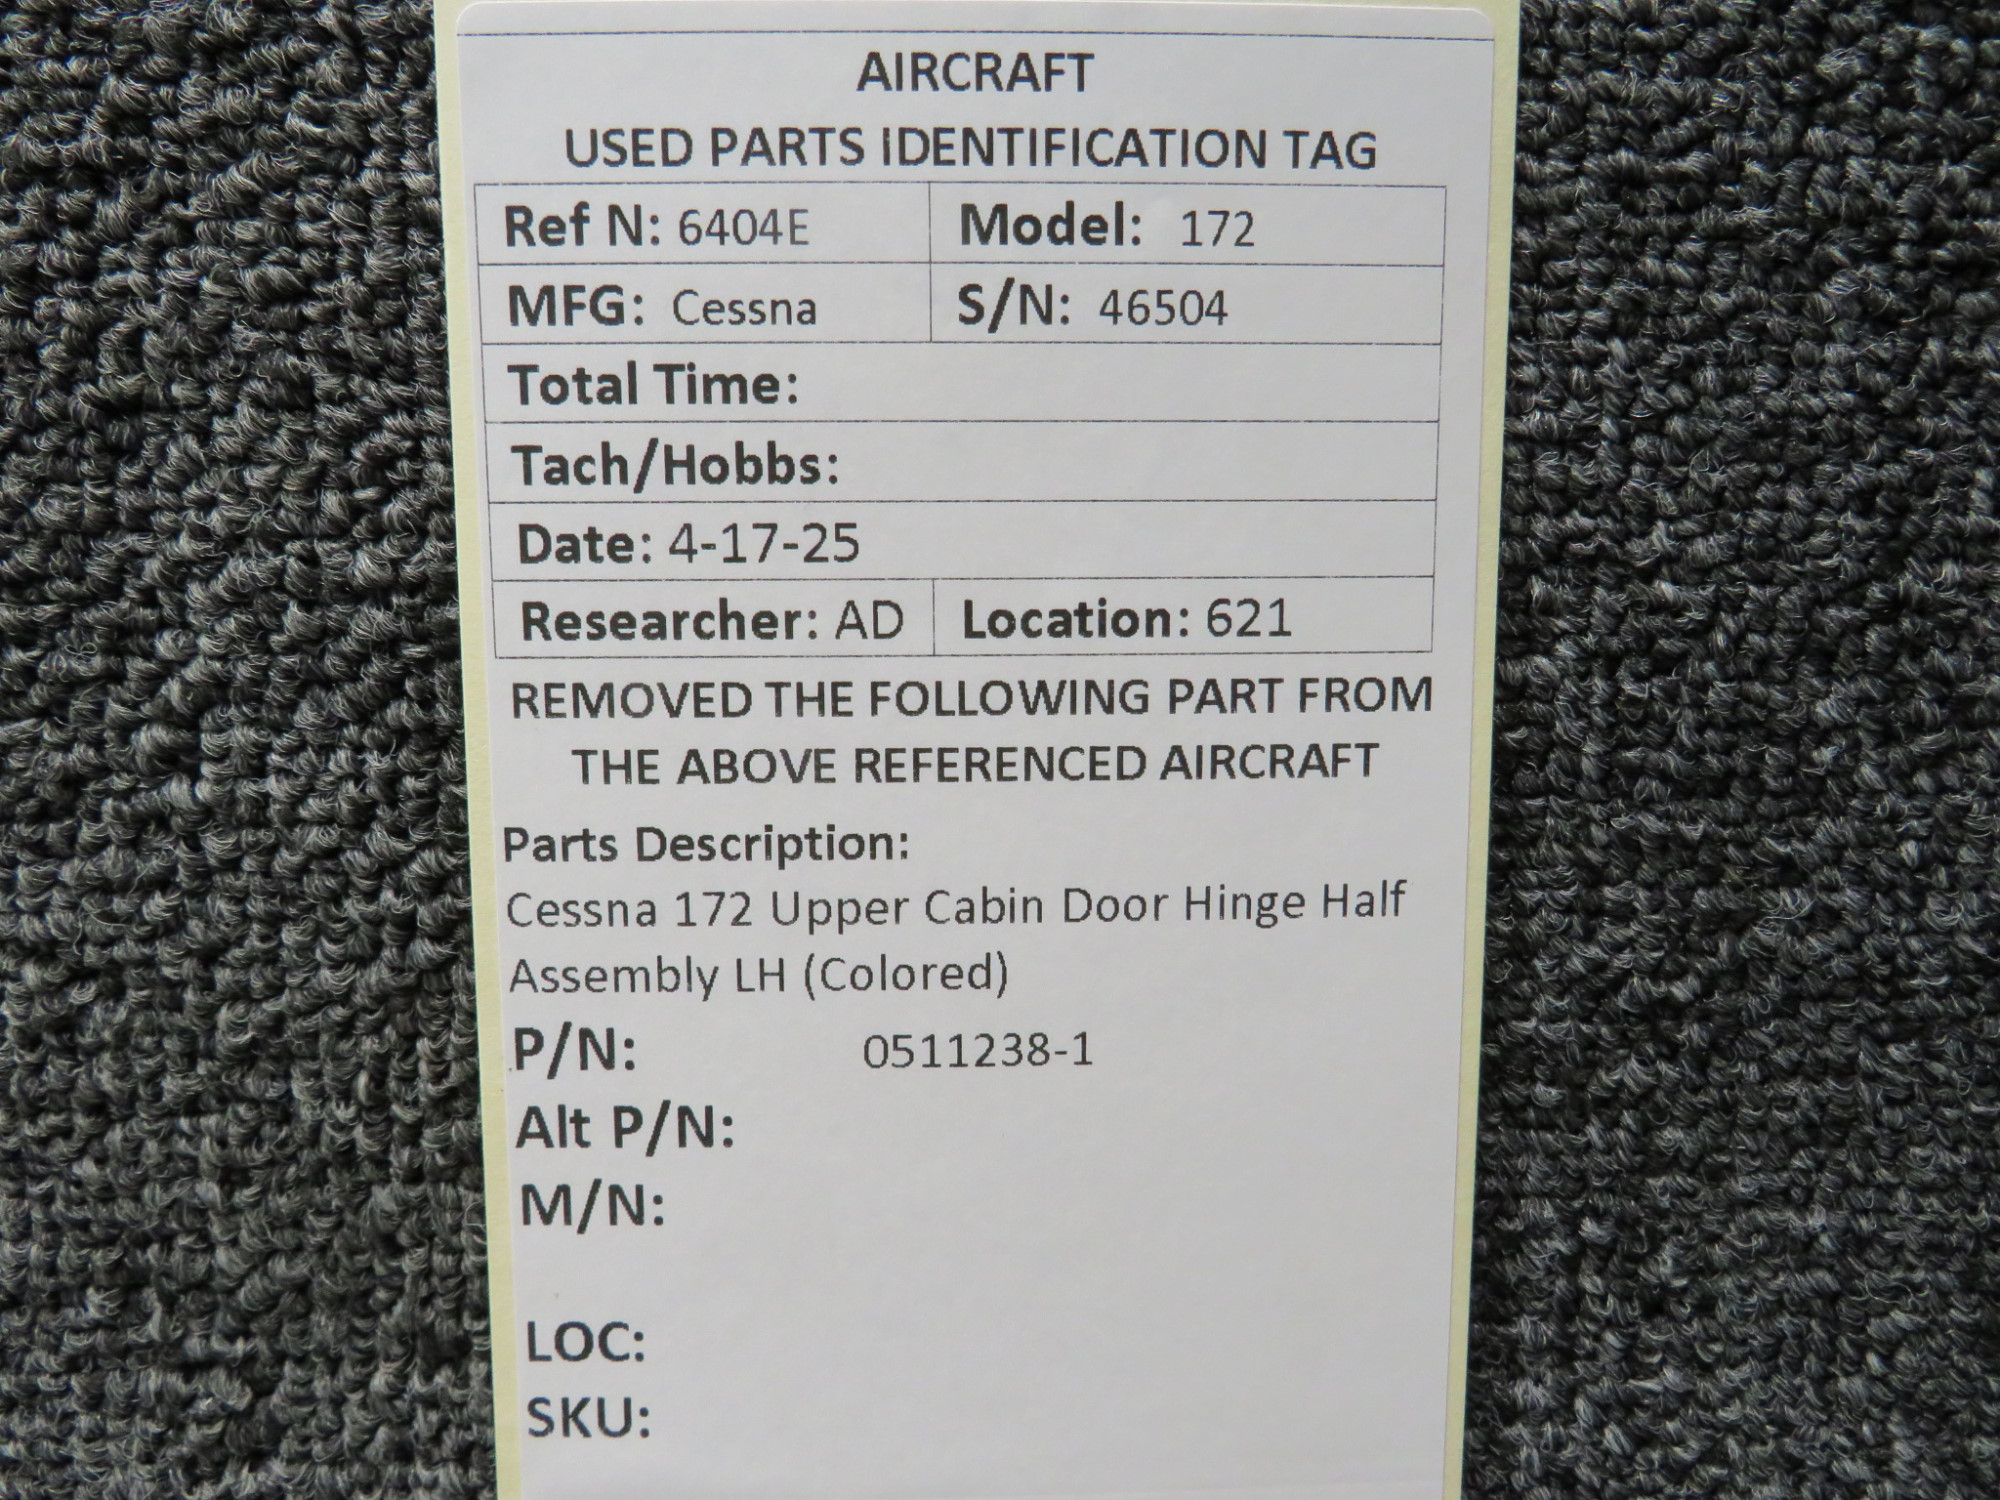 AIRCRAFT
USED PARTS IDENTIFICATION TAG
Ref N: 6404E Model: 172
MFG: Cessna S/N: 46504
Total Time:
Tach/Hobbs:
Date: 4-17-25
Researcher: AD Location: 621
REMOVED THE FOLLOWING PART FROM
THE ABOVE REFERENCED AIRCRAFT
Parts Description:
Cessna 172 Upper Cabin Door Hinge Half
Assembly LH (Colored)
P/N: 0511238-1
Alt P/N:
M/N:
LOC:
SKU: